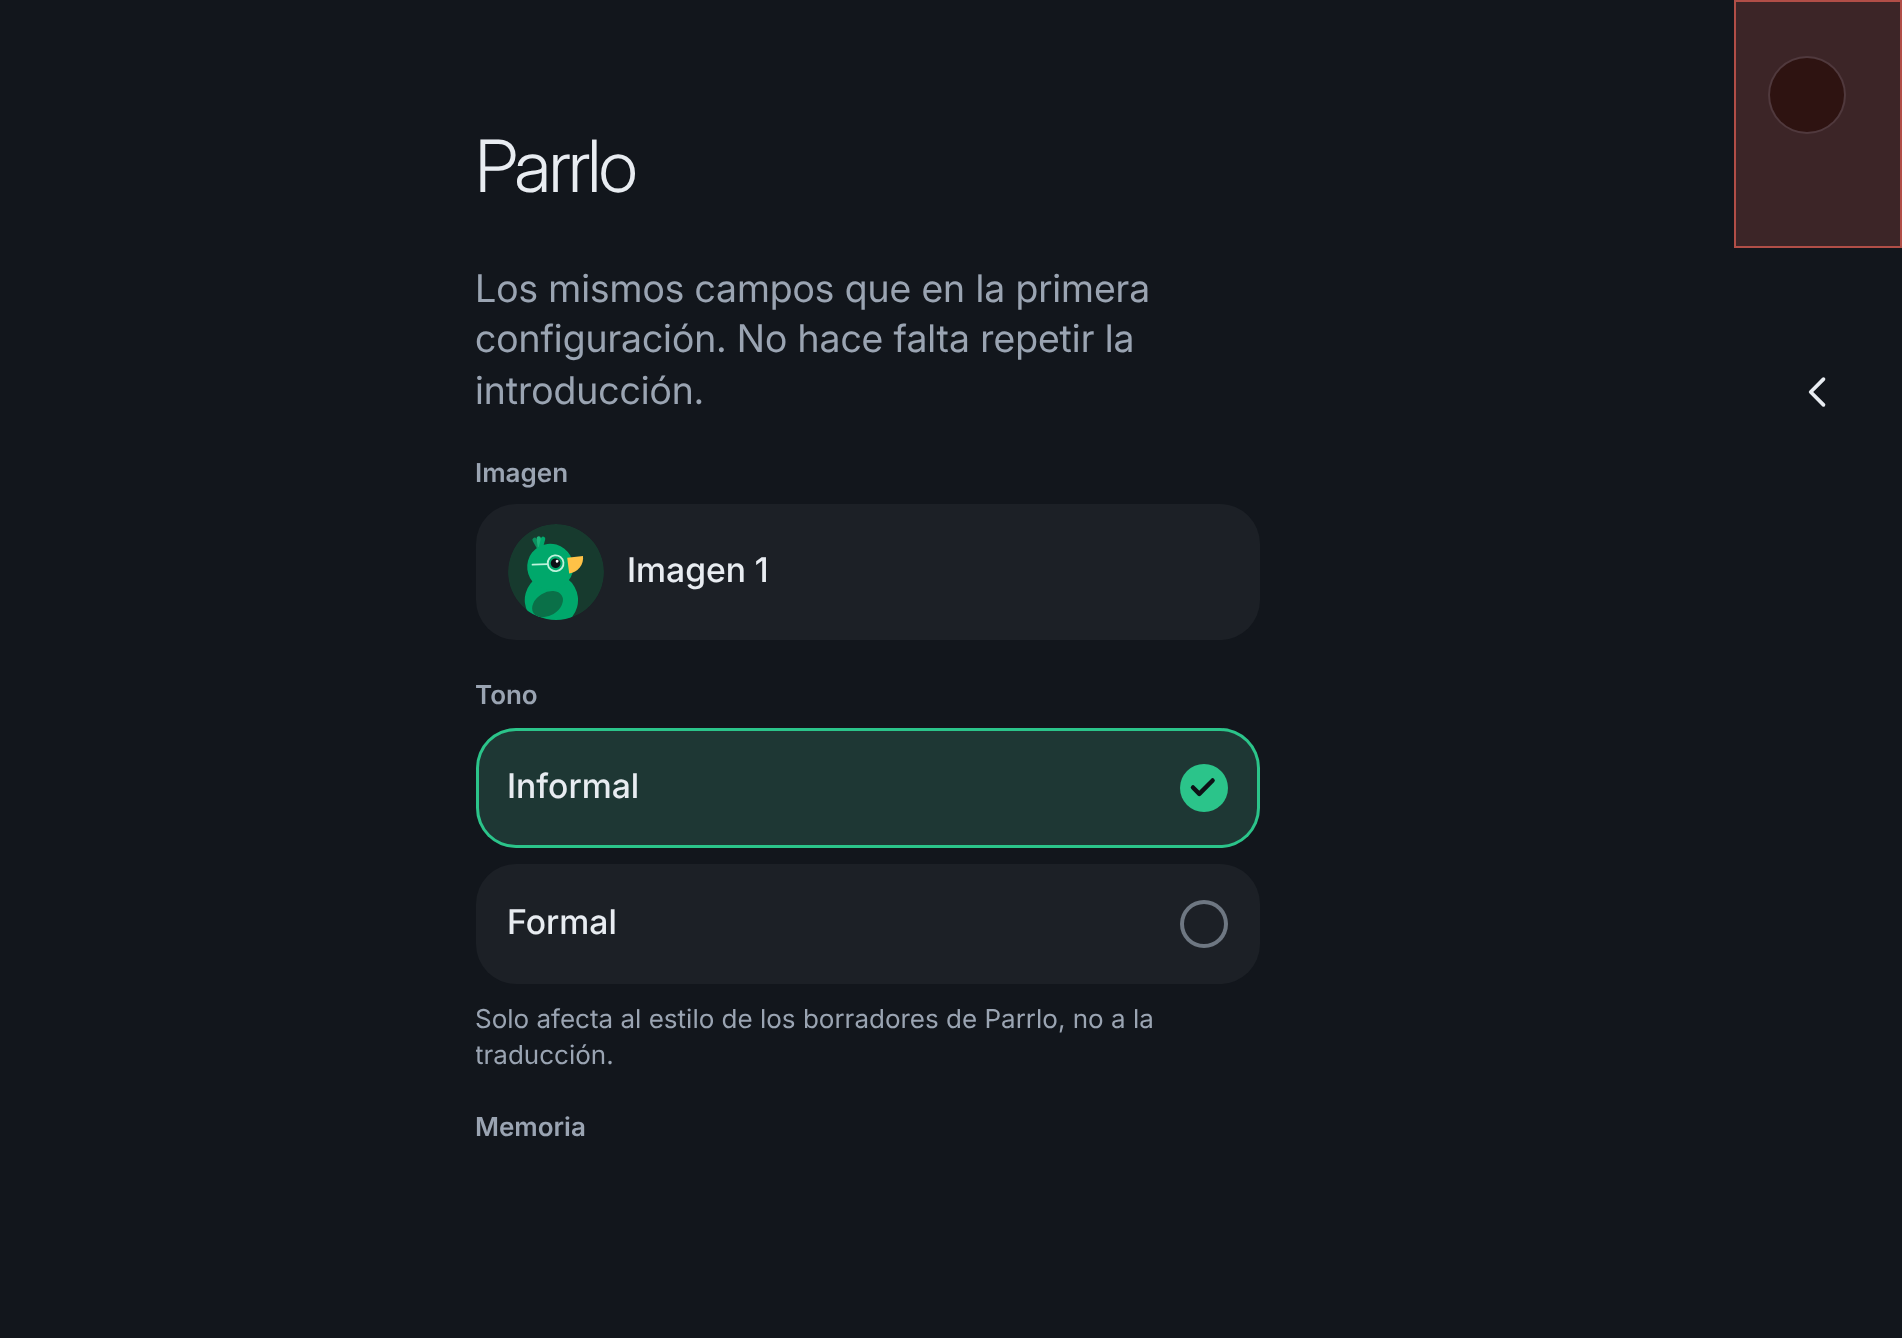 Parrlo
Los mismos campos que en la primera
configuración. No hace falta repetir la
introducción.
Imagen
Imagen 1
Tono
Informal
Formal
Solo afecta al estilo de los borradores de Parrlo, no a la
traducción.
Memoria